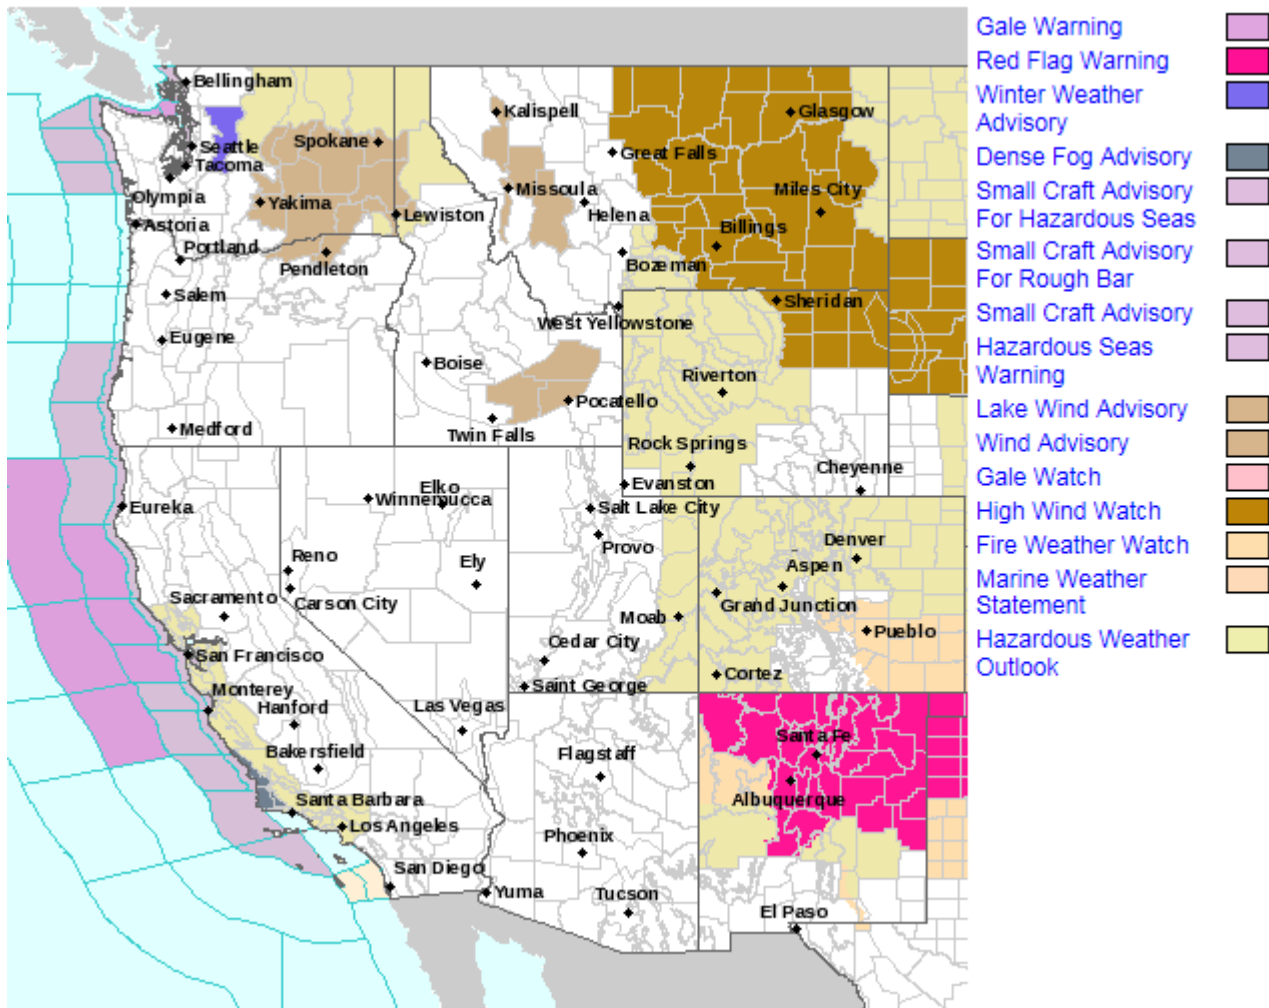 Bellingham
Seattle
Tacoma
Olympia
Astoria
Portland
Salem
Eugene
Medford
Spokane
Yakima
Lewiston
Pendleton
Kalispell
Missoula
Great Falls
Helena
Glasgow
Miles City
Billings
Bozeman
West Yellowstone
Sheridan
Boise
Pocatello
Twin Falls
Riverton
Rock Springs
Evanston
Cheyenne
Eureka
Winnemucca
Elko
Reno
Carson City
Ely
Sacramento
San Francisco
Monterey
Hanford
Bakersfield
Santa Barbara
Los Angeles
San Diego
Las Vegas
Salt Lake City
Provo
Moab
Cedar City
Saint George
Denver
Aspen
Grand Junction
Pueblo
Cortez
Flagstaff
Phoenix
Yuma
Tucson
Santa Fe
Albuquerque
El Paso
Gale Warning
Red Flag Warning
Winter Weather
Advisory
Dense Fog Advisory
Small Craft Advisory
For Hazardous Seas
Small Craft Advisory
For Rough Bar
Small Craft Advisory
Hazardous Seas
Warning
Lake Wind Advisory
Wind Advisory
Gale Watch
High Wind Watch
Fire Weather Watch
Marine Weather
Statement
Hazardous Weather
Outlook